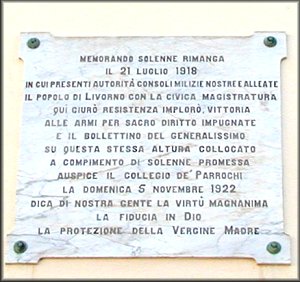 MEMORANDO SOLENNE RIMANGA
IL 21 LUGLIO 1918
IN CUI PRESENTI AUTORITÀ CONSOLI MILIZIE NOSTRE E ALLEATE
IL POPOLO DI LIVORNO CON LA CIVICA MAGISTRATURA
QUI GIURÒ RESISTENZA IMPLORÒ, VITTORIA
ALLE ARMI PER SACRO DIRITTO IMPUGNATE
E IL BOLLETTINO DEL GENERALISSIMO
SU QUESTA STESSA ALTURA COLLOCATO
A COMPIMENTO DI SOLENNE PROMESSA
AUSPICE IL COLLEGIO DE' PARROCHI
LA DOMENICA 5 NOVEMBRE 1922
DICA DI NOSTRA GENTE LA VIRTÙ MAGNANIMA
LA FIDUCIA IN DIO
LA PROTEZIONE DELLA VERGINE MADRE